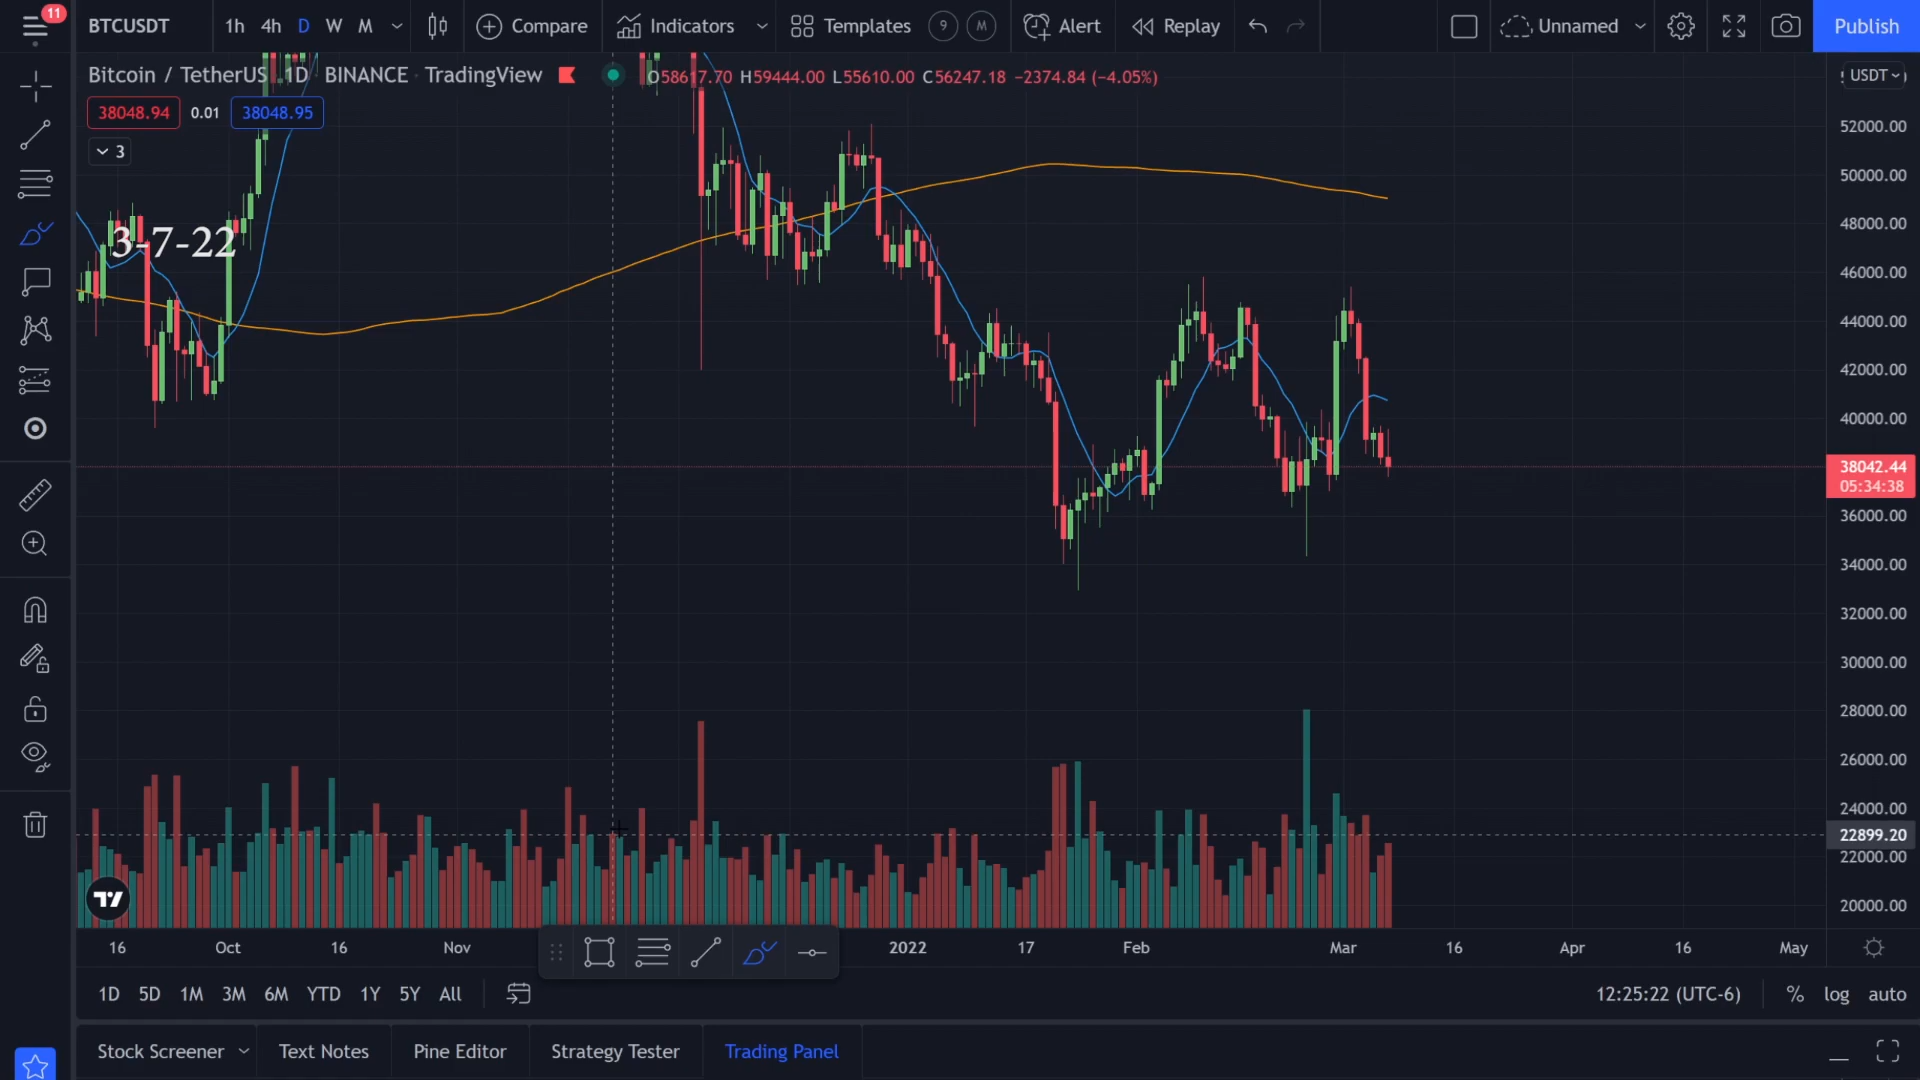 11
BTCUSDT
1h 4h D W M
Compare
Indicators
Templates
9
M
Alert
Replay
Unnamed
Publish
Bitcoin / TetherUS 1D BINANCE TradingView
O58617.70 H59444.00 L55610.00 C56247.18 −2374.84 (−4.05%)
USDT
38048.94 0.01 38048.95
3
3-7-22
52000.00
50000.00
48000.00
46000.00
44000.00
42000.00
40000.00
38042.44
05:34:38
36000.00
34000.00
32000.00
30000.00
28000.00
26000.00
24000.00
22899.20
22000.00
20000.00
16 Oct 16 Nov 2022 17 Feb Mar 16 Apr 16 May
1D 5D 1M 3M 6M YTD 1Y 5Y All
12:25:22 (UTC-6) % log auto
Stock Screener Text Notes Pine Editor Strategy Tester Trading Panel